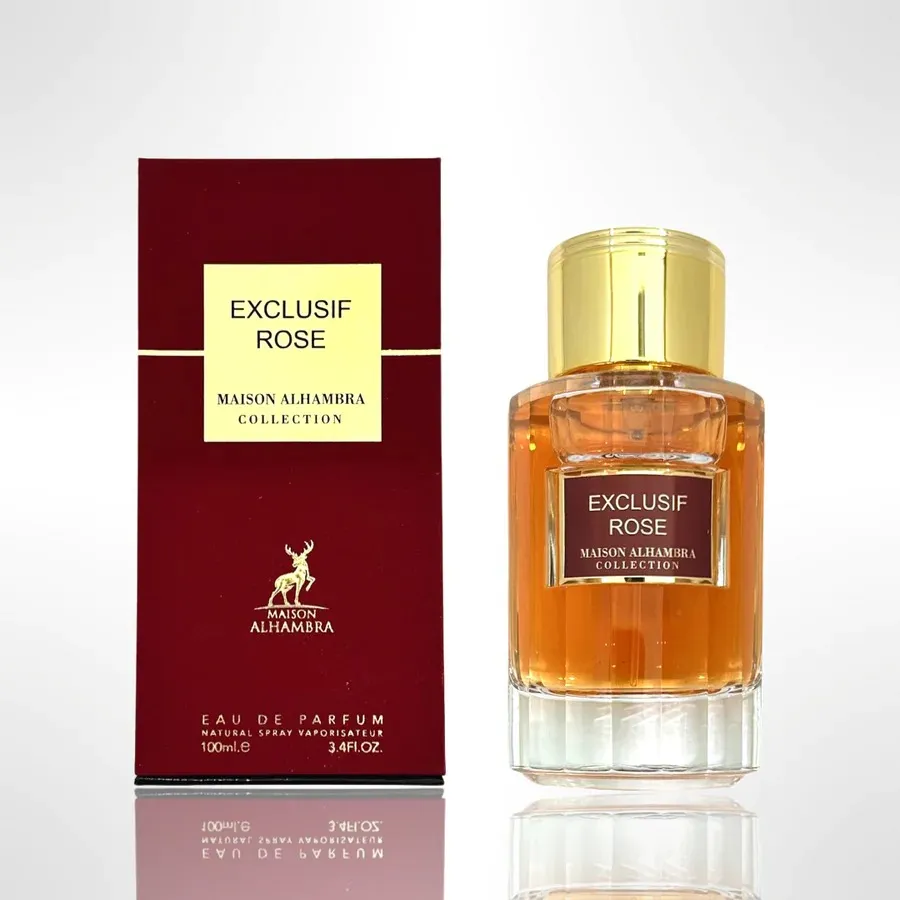 EXCLUSIF
ROSE
MAISON ALHAMBRA
COLLECTION
MAISON
ALHAMBRA
EAU DE PARFUM
NATURAL SPRAY VAPORISATEUR
100ml.e 3.4Fl.OZ.
EXCLUSIF
ROSE
MAISON ALHAMBRA
COLLECTION